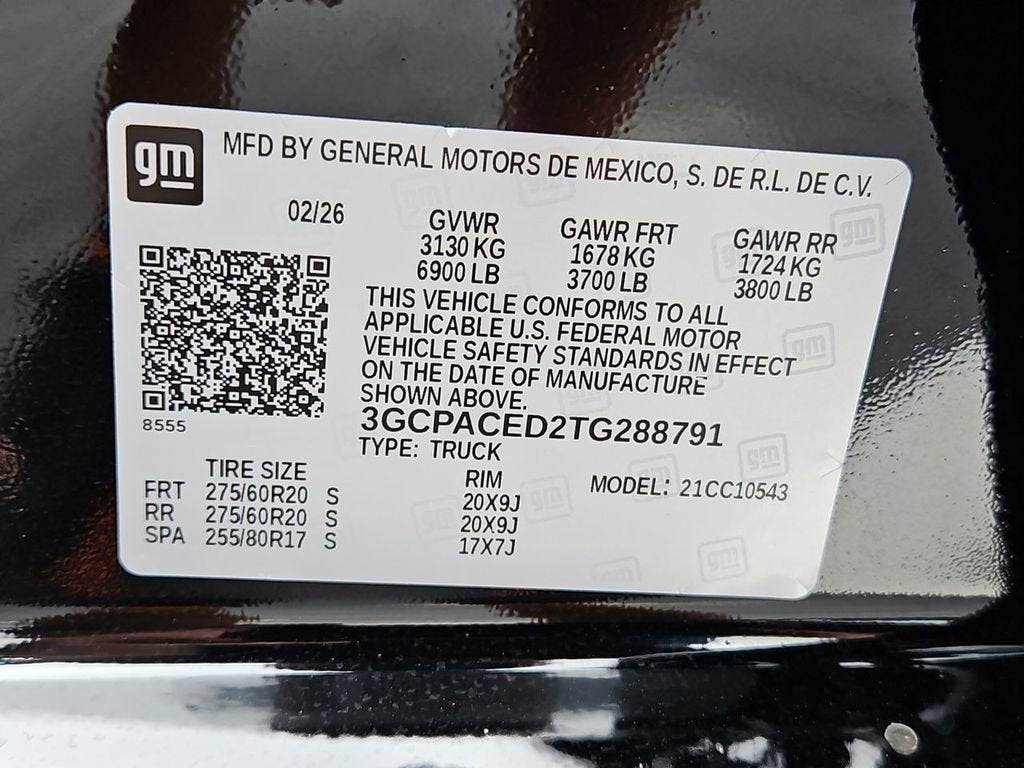 gm
MFD BY GENERAL MOTORS DE MEXICO, S. DE R.L. DE C.V.
02/26 GVWR GAWR FRT GAWR RR
3130 KG 1678 KG 1724 KG
6900 LB 3700 LB 3800 LB
THIS VEHICLE CONFORMS TO ALL
APPLICABLE U.S. FEDERAL MOTOR
VEHICLE SAFETY STANDARDS IN EFFECT
ON THE DATE OF MANUFACTURE
SHOWN ABOVE.
8555
3GCPACED2TG288791
TYPE: TRUCK
TIRE SIZE RIM MODEL: 21CC10543
FRT 275/60R20 S 20X9J
RR 275/60R20 S 20X9J
SPA 255/80R17 S 17X7J